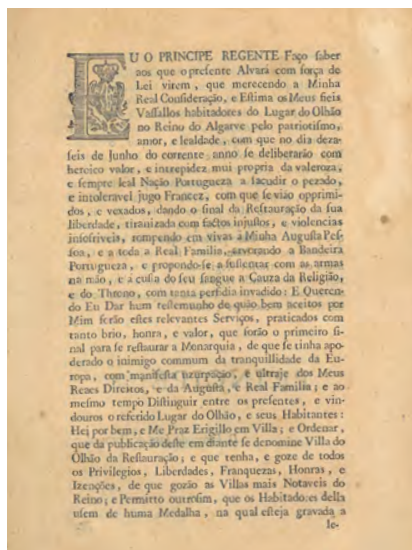 EU O PRINCIPE REGENTE Faço ſaber
aos que o preſente Alvará com força de
Lei virem, que merecendo a Minha
Real Conſideração, e Eſtima os Meus fieis
Vaſſallos habitadores do Lugar do Olhão
no Reino do Algarve pelo patriotiſmo,
amor, e lealdade, com que no dia deza-
ſeis de Junho do corrente anno ſe deliberarão com
heroico valor, e intrepidez mui propria da valeroza,
e ſempre leal Nação Portugueza a ſacudir o pezado,
e intoleravel jugo Francez, com que ſe vião opprimi-
dos, e vexados, dando o ſinal da Reſtauração da ſua
liberdade, tiranizada com factos injuſtos, e violencias
inſofriveis, rompendo em vivas á Minha Auguſta Peſ-
ſoa, e a toda a Real Familia, arvorando a Bandeira
Portugueza, e propondo-ſe a ſuſtentar com as armas
na mão, e á cuſta do ſeu ſangue a Cauza da Religião,
e do Throno, com tanta perfidia invadido: E Queren-
do Eu Dar hum teſtemunho de quão bem aceitos por
Mim ſerão eſtes relevantes Serviços, praticados com
tanto brio, honra, e valor, que forão o primeiro ſi-
nal para ſe reſtaurar a Monarquia, de que ſe tinha apo-
derado o inimigo commum da tranquillidade da Eu-
ropa, com manifeſta uzurpação, e ultraje dos Meus
Reaes Direitos, e da Auguſta, e Real Familia; e ao
meſmo tempo Diſtinguir entre os preſentes, e vin-
douros o referido Lugar do Olhão, e ſeus Habitantes:
Hei por bem, e Me Praz Erigillo em Villa; e Ordenar,
que da publicação deſte em diante ſe denomine Villa do
Olhão da Reſtauração; e que tenha, e goze de todos
os Privilegios, Liberdades, Franquezas, Honras, e
Izenções, de que gozão as Villas mais Notaveis do
Reino; e Permitto outroſim, que os Habitadores della
uſem de huma Medalha, na qual eſteja gravada a
le-